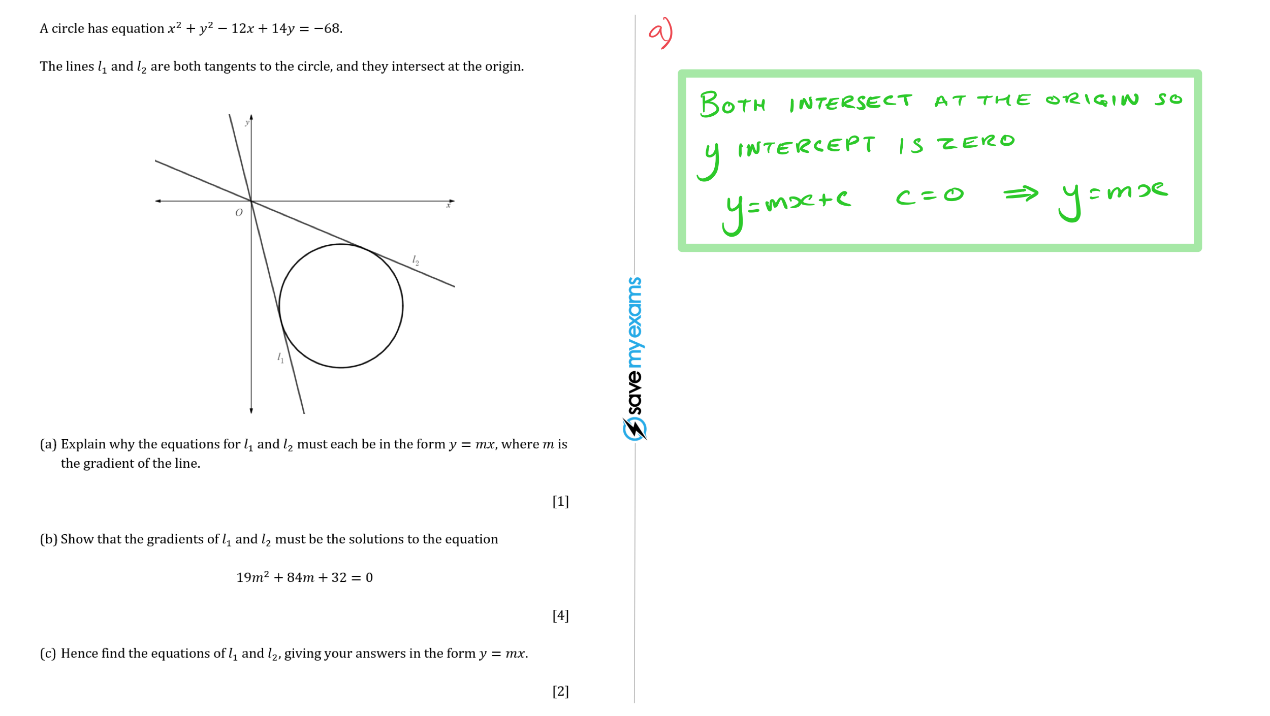 A circle has equation x² + y² − 12x + 14y = −68.
The lines l₁ and l₂ are both tangents to the circle, and they intersect at the origin.
y
O
x
l₂
l₁
(a) Explain why the equations for l₁ and l₂ must each be in the form y = mx, where m is
the gradient of the line.
[1]
(b) Show that the gradients of l₁ and l₂ must be the solutions to the equation
19m² + 84m + 32 = 0
[4]
(c) Hence find the equations of l₁ and l₂, giving your answers in the form y = mx.
[2]
save my exams
a)
BOTH INTERSECT AT THE ORIGIN SO
y INTERCEPT IS ZERO
y=mx+c c=0 ⇒ y=mx